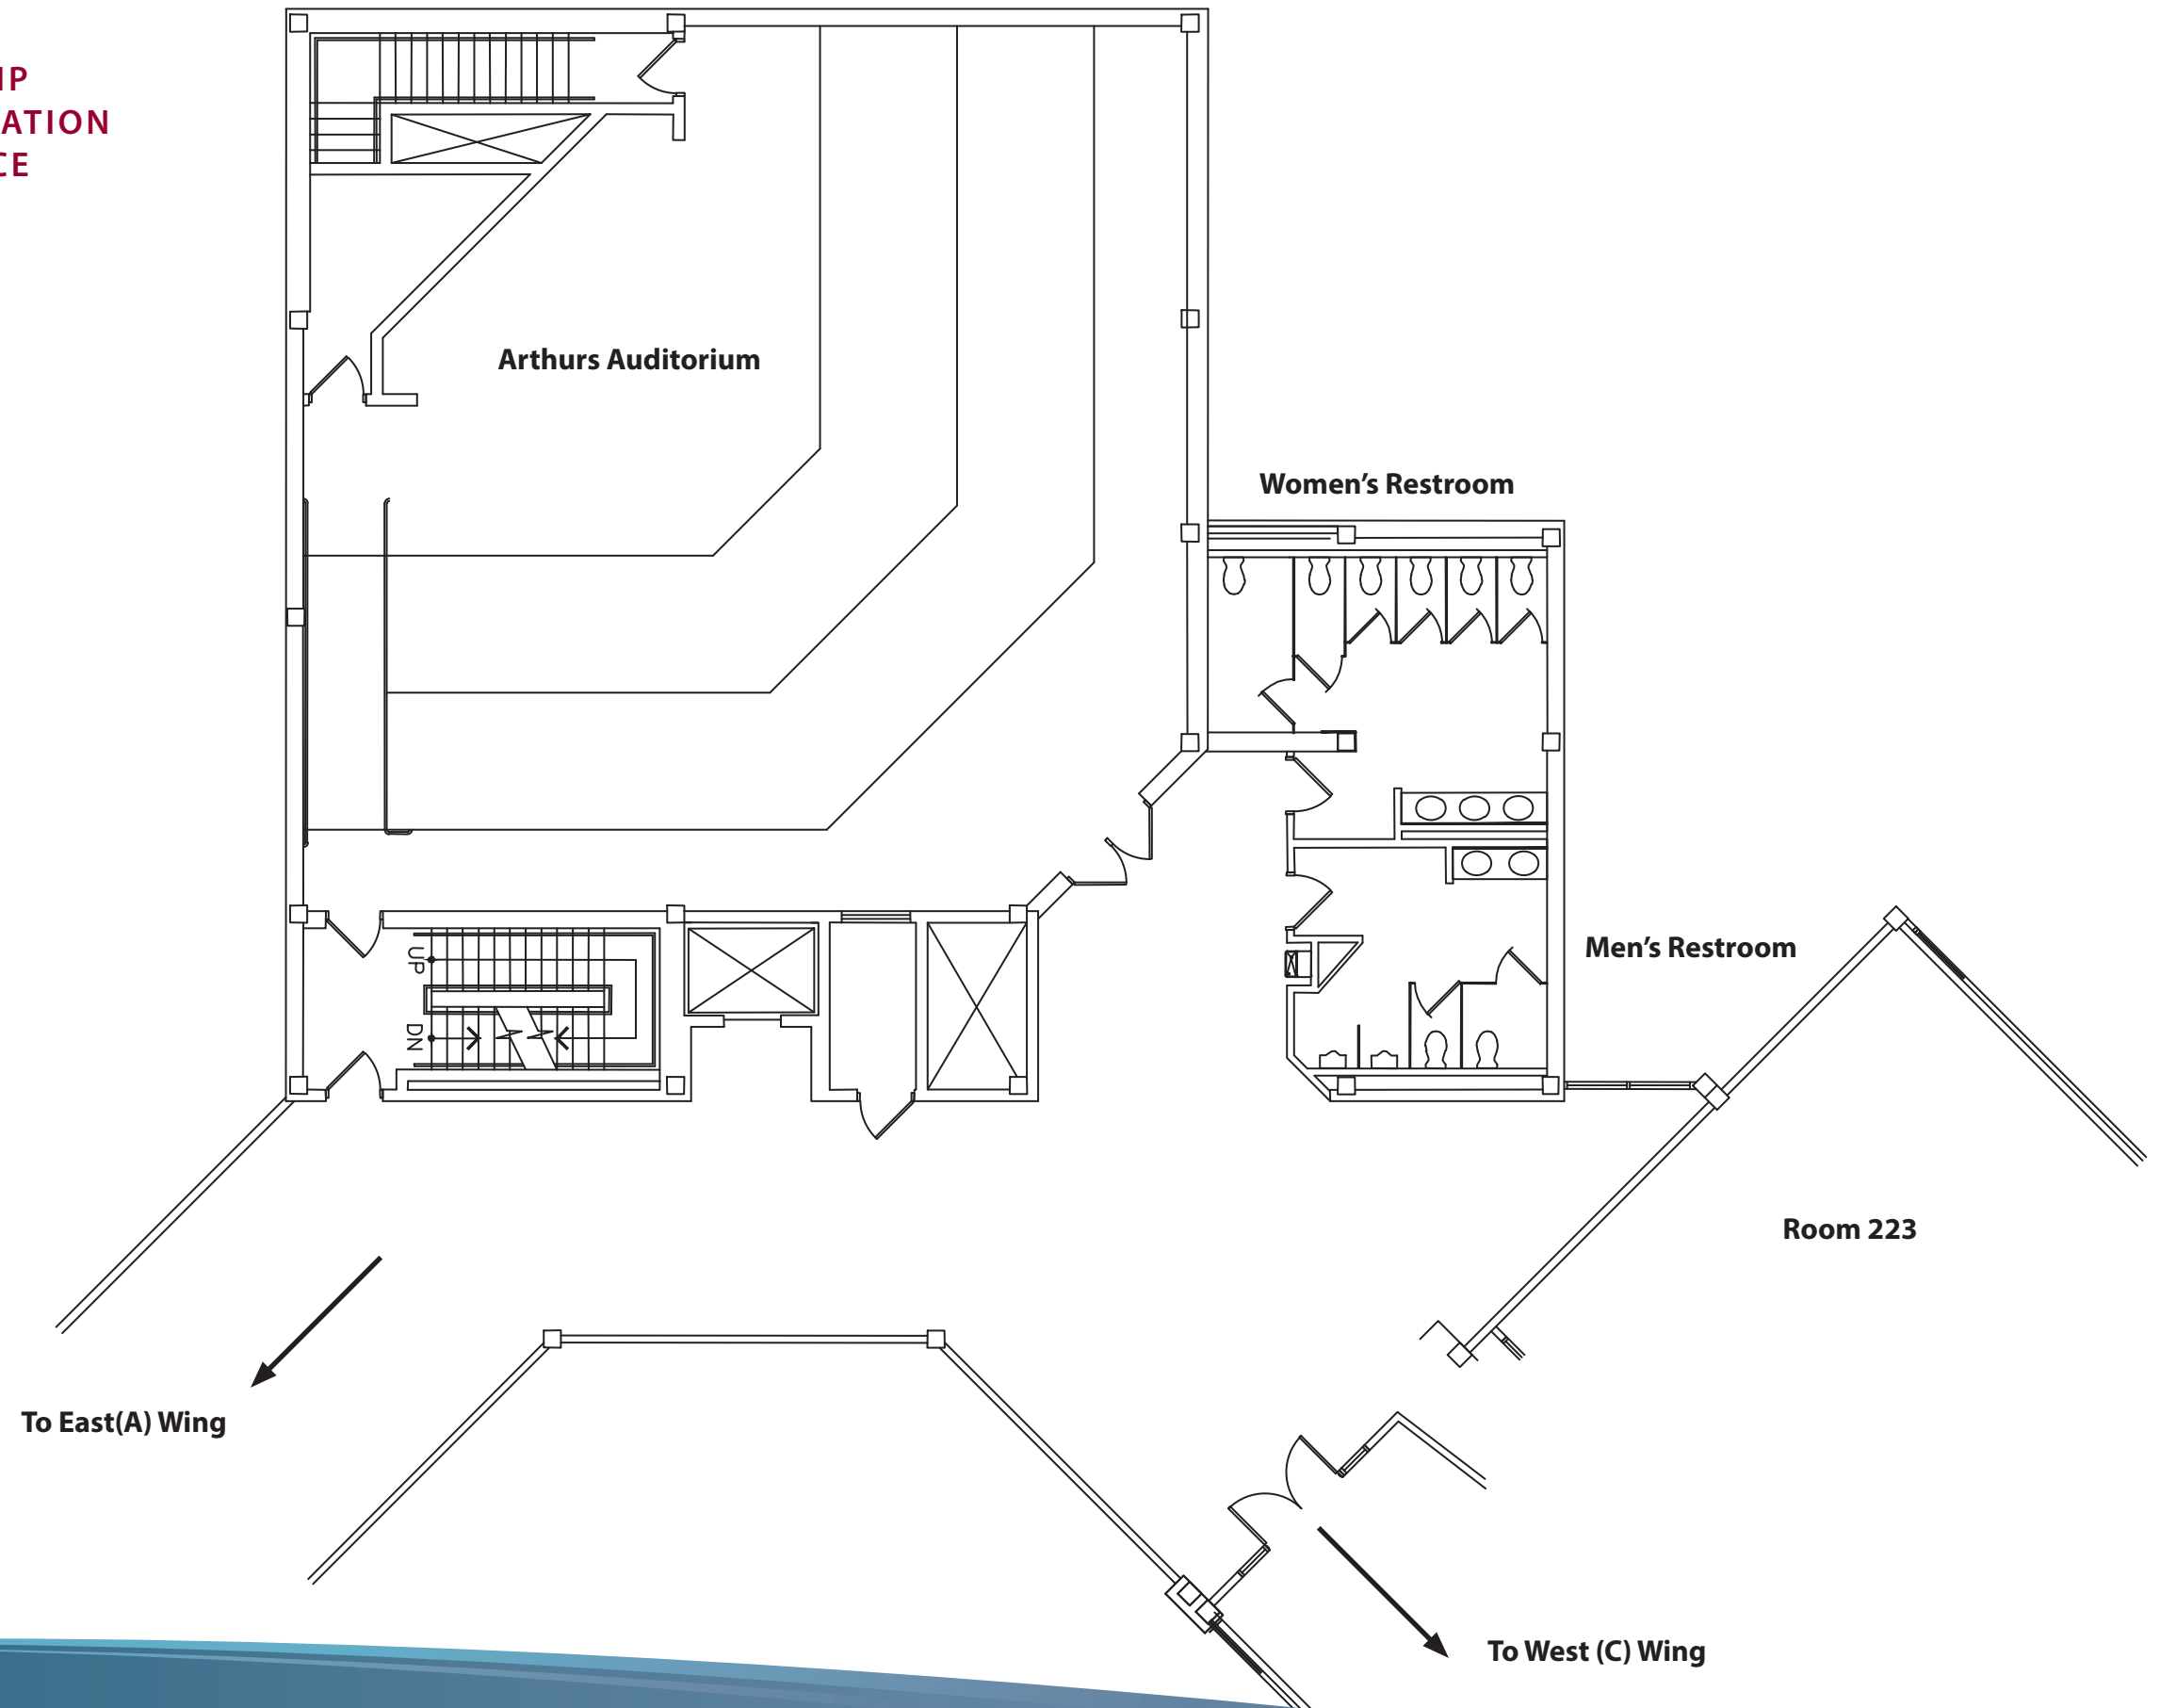 IP
ATION
CE
Arthurs Auditorium
Women’s Restroom
UP
DN
Men’s Restroom
Room 223
To East(A) Wing
To West (C) Wing